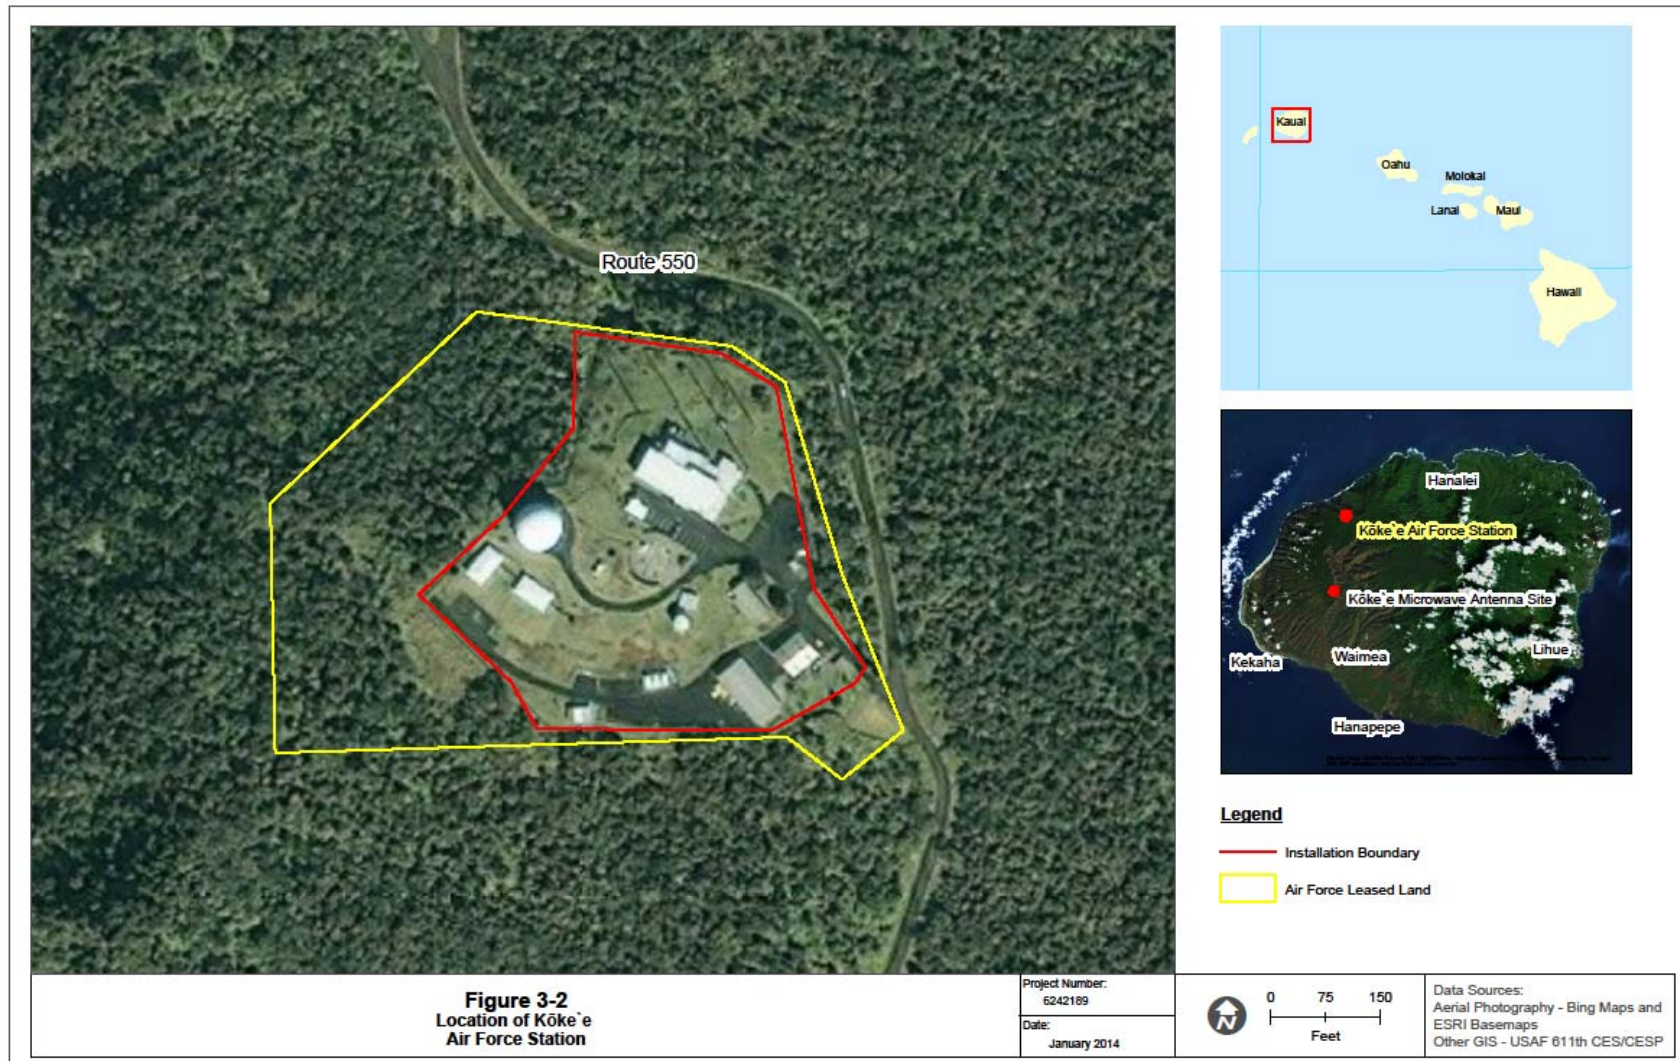 Route 550
Kauai
Oahu
Molokai
Lanai
Maui
Hawaii
Hanalei
Kōke`e Air Force Station
Kōke`e Microwave Antenna Site
Kekaha
Waimea
Lihue
Hanapepe
Legend
Installation Boundary
Air Force Leased Land
Figure 3-2
Location of Kōke`e
Air Force Station
Project Number:
6242189
Date:
January 2014
N
0 75 150
Feet
Data Sources:
Aerial Photography - Bing Maps and
ESRI Basemaps
Other GIS - USAF 611th CES/CESP